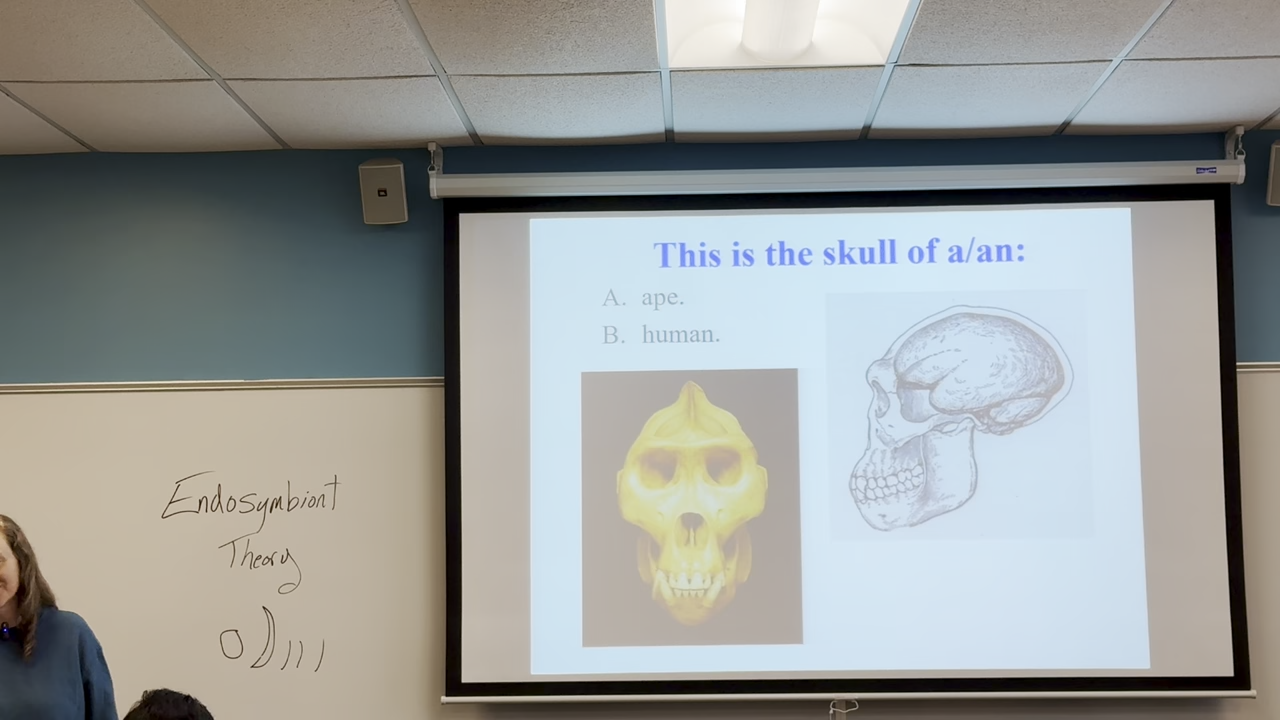 This is the skull of a/an:
A. ape.
B. human.
Endosymbiont
Theory